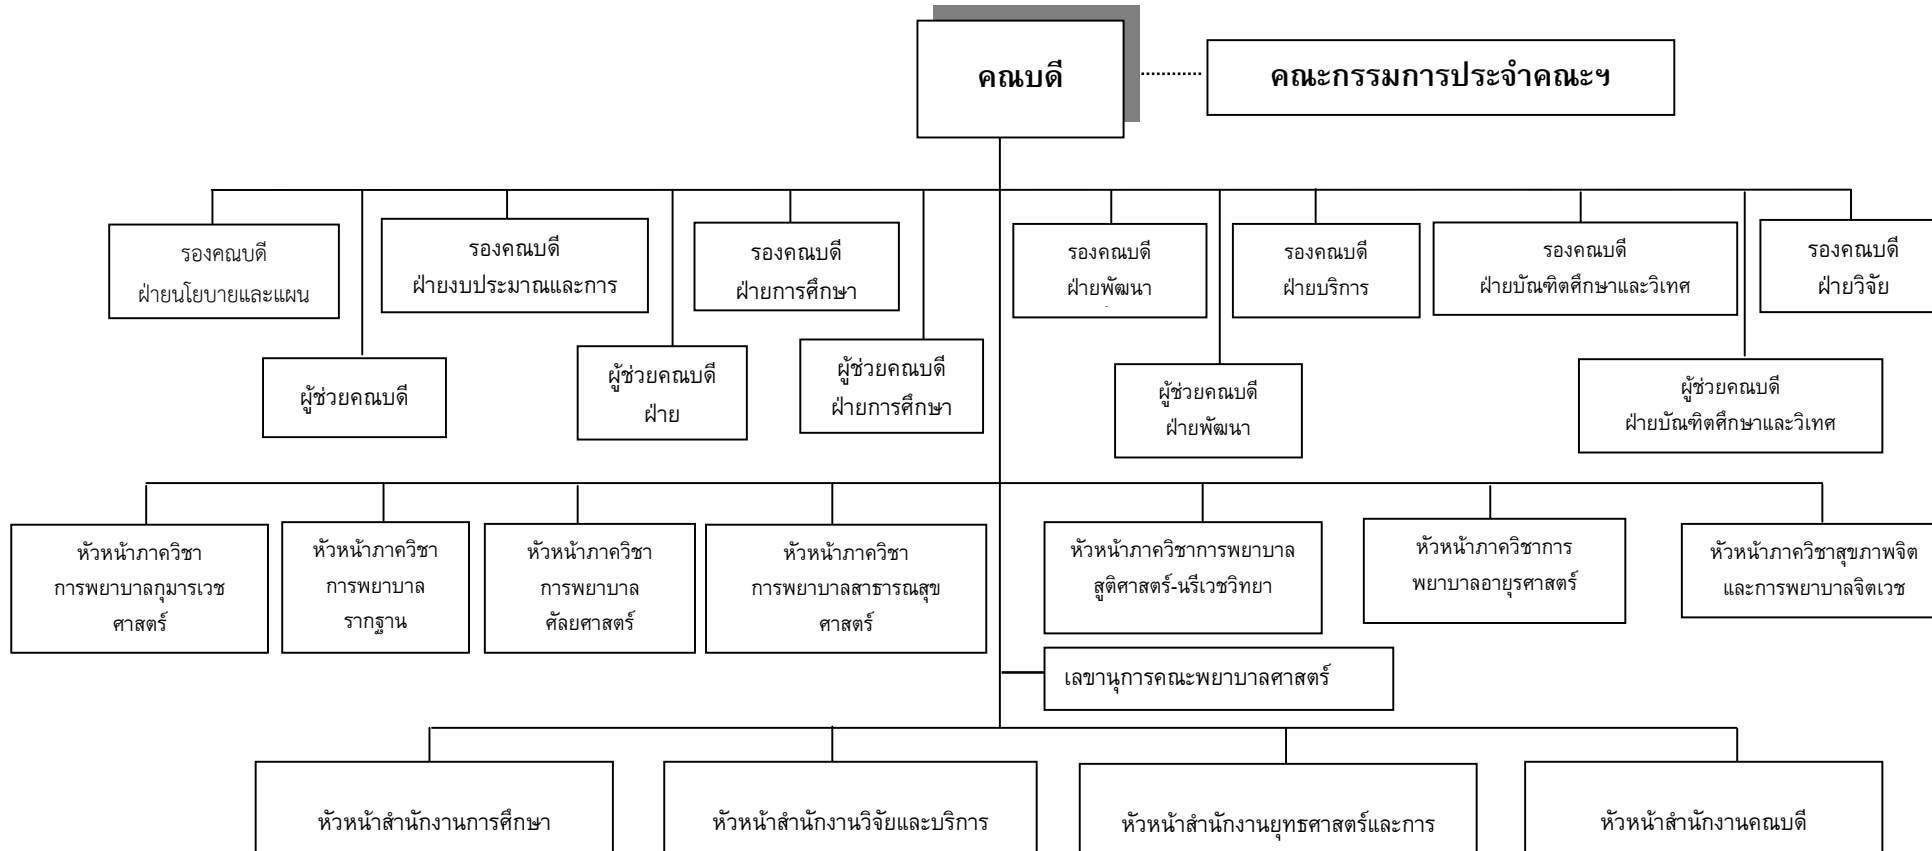 คณบดี
คณะกรรมการประจำคณะฯ
รองคณบดี
ฝ่ายนโยบายและแผน
รองคณบดี
ฝ่ายงบประมาณและการ
รองคณบดี
ฝ่ายการศึกษา
รองคณบดี
ฝ่ายพัฒนา
รองคณบดี
ฝ่ายบริการ
รองคณบดี
ฝ่ายบัณฑิตศึกษาและวิเทศ
รองคณบดี
ฝ่ายวิจัย
ผู้ช่วยคณบดี
ผู้ช่วยคณบดี
ฝ่าย
ผู้ช่วยคณบดี
ฝ่ายการศึกษา
ผู้ช่วยคณบดี
ฝ่ายพัฒนา
ผู้ช่วยคณบดี
ฝ่ายบัณฑิตศึกษาและวิเทศ
หัวหน้าภาควิชา
การพยาบาลกุมารเวช
ศาสตร์
หัวหน้าภาควิชา
การพยาบาล
รากฐาน
หัวหน้าภาควิชา
การพยาบาล
ศัลยศาสตร์
หัวหน้าภาควิชา
การพยาบาลสาธารณสุข
ศาสตร์
หัวหน้าภาควิชาการพยาบาล
สูติศาสตร์-นรีเวชวิทยา
หัวหน้าภาควิชาการ
พยาบาลอายุรศาสตร์
หัวหน้าภาควิชาสุขภาพจิต
และการพยาบาลจิตเวช
เลขานุการคณะพยาบาลศาสตร์
หัวหน้าสำนักงานการศึกษา
หัวหน้าสำนักงานวิจัยและบริการ
หัวหน้าสำนักงานยุทธศาสตร์และการ
หัวหน้าสำนักงานคณบดี